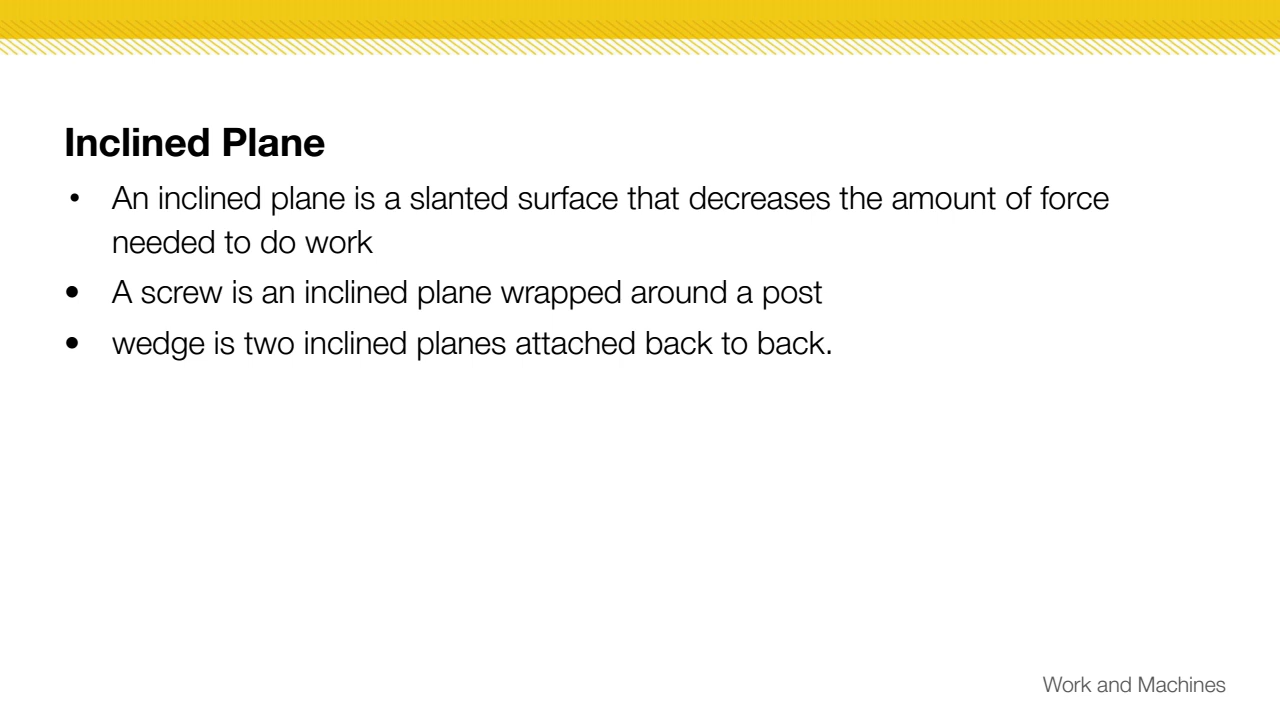 Inclined Plane
• An inclined plane is a slanted surface that decreases the amount of force
needed to do work
• A screw is an inclined plane wrapped around a post
• wedge is two inclined planes attached back to back.
Work and Machines